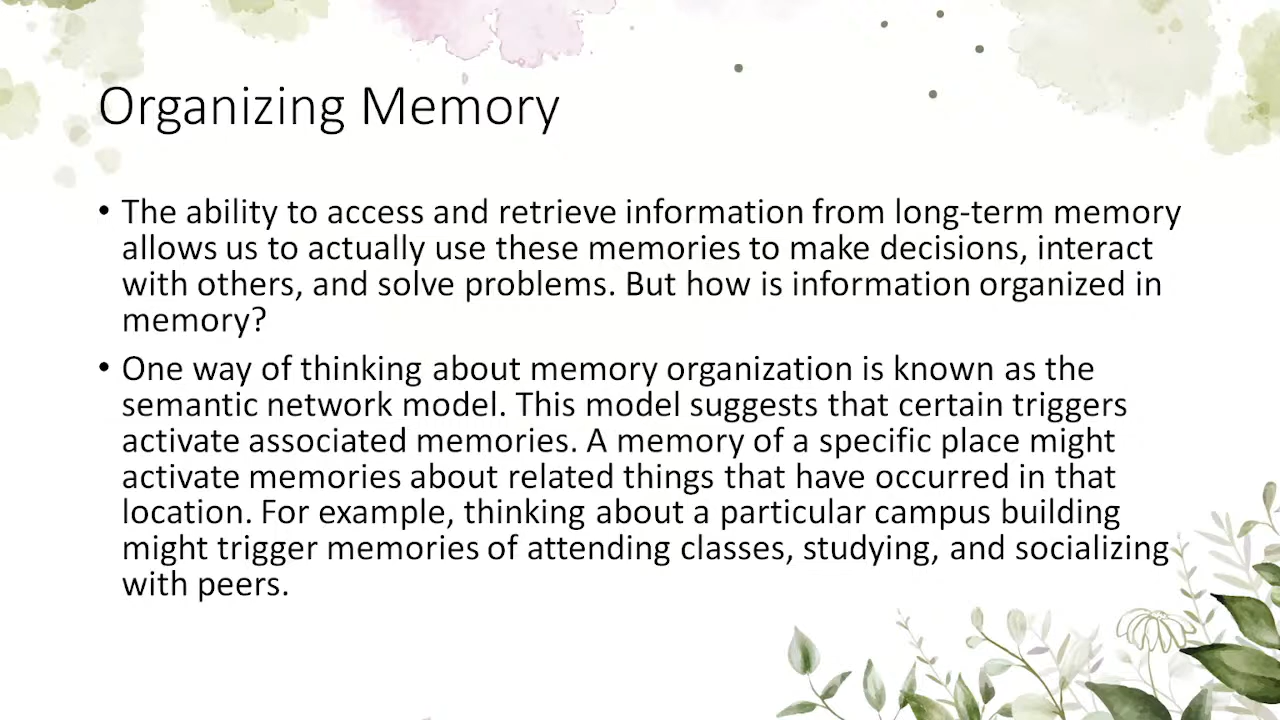 Organizing Memory
• The ability to access and retrieve information from long-term memory
allows us to actually use these memories to make decisions, interact
with others, and solve problems. But how is information organized in
memory?
• One way of thinking about memory organization is known as the
semantic network model. This model suggests that certain triggers
activate associated memories. A memory of a specific place might
activate memories about related things that have occurred in that
location. For example, thinking about a particular campus building
might trigger memories of attending classes, studying, and socializing
with peers.